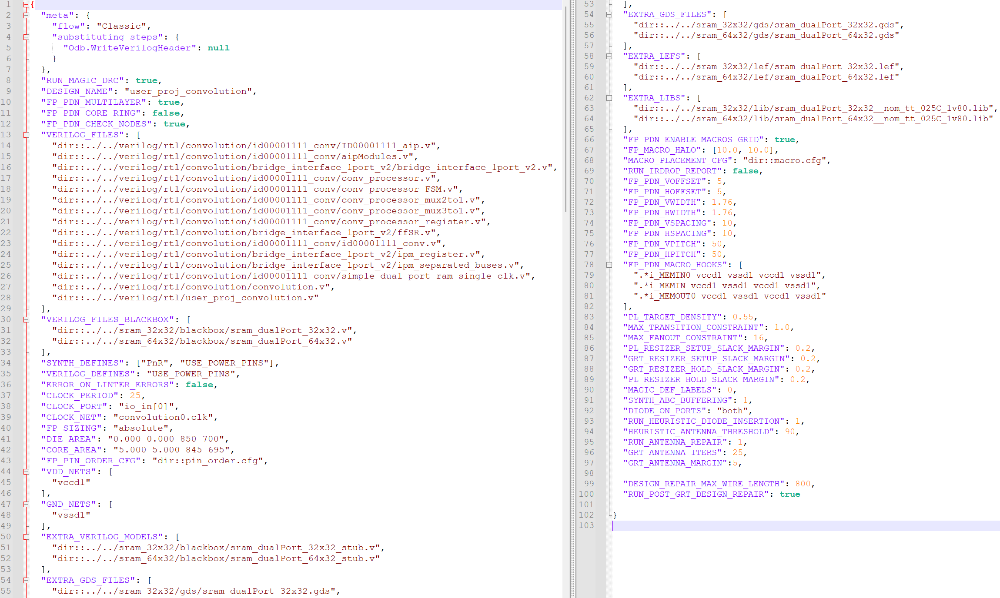 1 {
2 "meta": {
3 "flow": "Classic",
4 "substituting_steps": {
5 "Odb.WriteVerilogHeader": null
6 }
7 },
8 "RUN_MAGIC_DRC": true,
9 "DESIGN_NAME": "user_proj_convolution",
10 "FP_PDN_MULTILAYER": true,
11 "FP_PDN_CORE_RING": false,
12 "FP_PDN_CHECK_NODES": true,
13 "VERILOG_FILES": [
14 "dir::../../verilog/rtl/convolution/id00001111_conv/ID00001111_aip.v",
15 "dir::../../verilog/rtl/convolution/id00001111_conv/aipModules.v",
16 "dir::../../verilog/rtl/convolution/bridge_interface_1port_v2/bridge_interface_1port_v2.v",
17 "dir::../../verilog/rtl/convolution/id00001111_conv/conv_processor.v",
18 "dir::../../verilog/rtl/convolution/id00001111_conv/conv_processor_FSM.v",
19 "dir::../../verilog/rtl/convolution/id00001111_conv/conv_processor_mux2to1.v",
20 "dir::../../verilog/rtl/convolution/id00001111_conv/conv_processor_mux3to1.v",
21 "dir::../../verilog/rtl/convolution/id00001111_conv/conv_processor_register.v",
22 "dir::../../verilog/rtl/convolution/bridge_interface_1port_v2/ffSR.v",
23 "dir::../../verilog/rtl/convolution/id00001111_conv/id00001111_conv.v",
24 "dir::../../verilog/rtl/convolution/bridge_interface_1port_v2/ipm_register.v",
25 "dir::../../verilog/rtl/convolution/bridge_interface_1port_v2/ipm_separated_buses.v",
26 "dir::../../verilog/rtl/convolution/id00001111_conv/simple_dual_port_ram_single_clk.v",
27 "dir::../../verilog/rtl/convolution/convolution.v",
28 "dir::../../verilog/rtl/user_proj_convolution.v"
29 ],
30 "VERILOG_FILES_BLACKBOX": [
31 "dir::../../sram_32x32/blackbox/sram_dualPort_32x32.v",
32 "dir::../../sram_64x32/blackbox/sram_dualPort_64x32.v"
33 ],
34 "SYNTH_DEFINES": ["PnR", "USE_POWER_PINS"],
35 "VERILOG_DEFINES": "USE_POWER_PINS",
36 "ERROR_ON_LINTER_ERRORS": false,
37 "CLOCK_PERIOD": 25,
38 "CLOCK_PORT": "io_in[0]",
39 "CLOCK_NET": "convolution0.clk",
40 "FP_SIZING": "absolute",
41 "DIE_AREA": "0.000 0.000 850 700",
42 "CORE_AREA": "5.000 5.000 845 695",
43 "FP_PIN_ORDER_CFG": "dir::pin_order.cfg",
44 "VDD_NETS": [
45 "vccd1"
46 ],
47 "GND_NETS": [
48 "vssd1"
49 ],
50 "EXTRA_VERILOG_MODELS": [
51 "dir::../../sram_32x32/blackbox/sram_dualPort_32x32_stub.v",
52 "dir::../../sram_64x32/blackbox/sram_dualPort_64x32_stub.v"
53 ],
54 "EXTRA_GDS_FILES": [
55 "dir::../../sram_32x32/gds/sram_dualPort_32x32.gds",
53 ],
54 "EXTRA_GDS_FILES": [
55 "dir::../../sram_32x32/gds/sram_dualPort_32x32.gds",
56 "dir::../../sram_64x32/gds/sram_dualPort_64x32.gds"
57 ],
58 "EXTRA_LEFS": [
59 "dir::../../sram_32x32/lef/sram_dualPort_32x32.lef",
60 "dir::../../sram_64x32/lef/sram_dualPort_64x32.lef"
61 ],
62 "EXTRA_LIBS": [
63 "dir::../../sram_32x32/lib/sram_dualPort_32x32__nom_tt_025C_1v80.lib",
64 "dir::../../sram_64x32/lib/sram_dualPort_64x32__nom_tt_025C_1v80.lib"
65 ],
66 "FP_PDN_ENABLE_MACROS_GRID": true,
67 "FP_MACRO_HALO": [10.0, 10.0],
68 "MACRO_PLACEMENT_CFG": "dir::macro.cfg",
69 "RUN_IRDROP_REPORT": false,
70 "FP_PDN_VOFFSET": 5,
71 "FP_PDN_HOFFSET": 5,
72 "FP_PDN_VWIDTH": 1.76,
73 "FP_PDN_HWIDTH": 1.76,
74 "FP_PDN_VSPACING": 10,
75 "FP_PDN_HSPACING": 10,
76 "FP_PDN_VPITCH": 50,
77 "FP_PDN_HPITCH": 50,
78 "FP_PDN_MACRO_HOOKS": [
79 ".*i_MEMIN0 vccd1 vssd1 vccd1 vssd1",
80 ".*i_MEMIN vccd1 vssd1 vccd1 vssd1",
81 ".*i_MEMOUT0 vccd1 vssd1 vccd1 vssd1"
82 ],
83 "PL_TARGET_DENSITY": 0.55,
84 "MAX_TRANSITION_CONSTRAINT": 1.0,
85 "MAX_FANOUT_CONSTRAINT": 16,
86 "PL_RESIZER_SETUP_SLACK_MARGIN": 0.2,
87 "GRT_RESIZER_SETUP_SLACK_MARGIN": 0.2,
88 "GRT_RESIZER_HOLD_SLACK_MARGIN": 0.2,
89 "PL_RESIZER_HOLD_SLACK_MARGIN": 0.2,
90 "MAGIC_DEF_LABELS": 0,
91 "SYNTH_ABC_BUFFERING": 1,
92 "DIODE_ON_PORTS": "both",
93 "RUN_HEURISTIC_DIODE_INSERTION": 1,
94 "HEURISTIC_ANTENNA_THRESHOLD": 90,
95 "RUN_ANTENNA_REPAIR": 1,
96 "GRT_ANTENNA_ITERS": 25,
97 "GRT_ANTENNA_MARGIN":5,
98
99 "DESIGN_REPAIR_MAX_WIRE_LENGTH": 800,
100 "RUN_POST_GRT_DESIGN_REPAIR": true
101
102 }
103